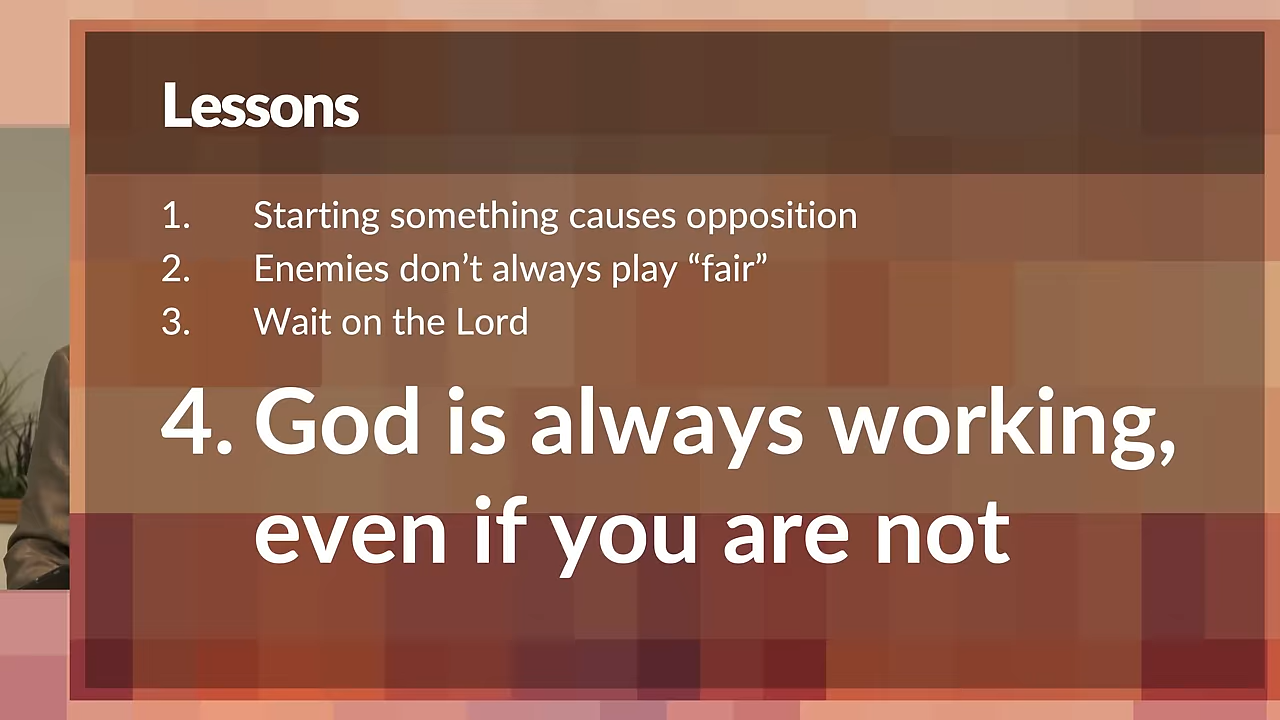 Lessons
1. Starting something causes opposition
2. Enemies don’t always play “fair”
3. Wait on the Lord
4. God is always working,
even if you are not